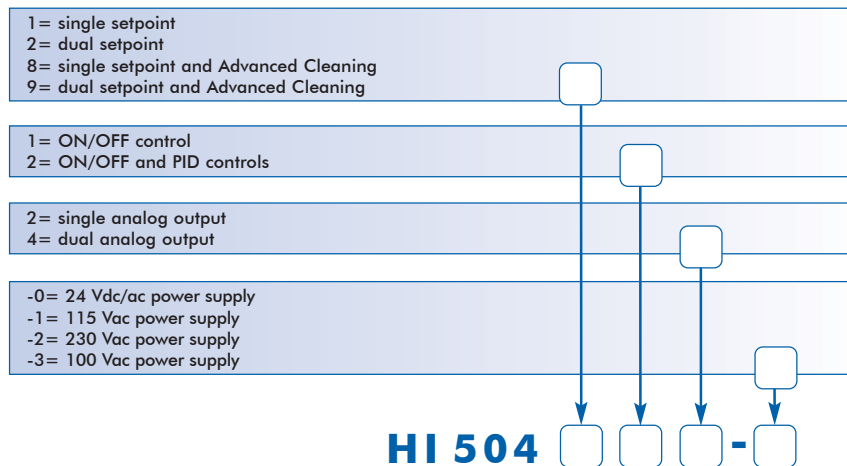 1= single setpoint
2= dual setpoint
8= single setpoint and Advanced Cleaning
9= dual setpoint and Advanced Cleaning
1= ON/OFF control
2= ON/OFF and PID controls
2= single analog output
4= dual analog output
-0= 24 Vdc/ac power supply
-1= 115 Vac power supply
-2= 230 Vac power supply
-3= 100 Vac power supply
HI 504 -